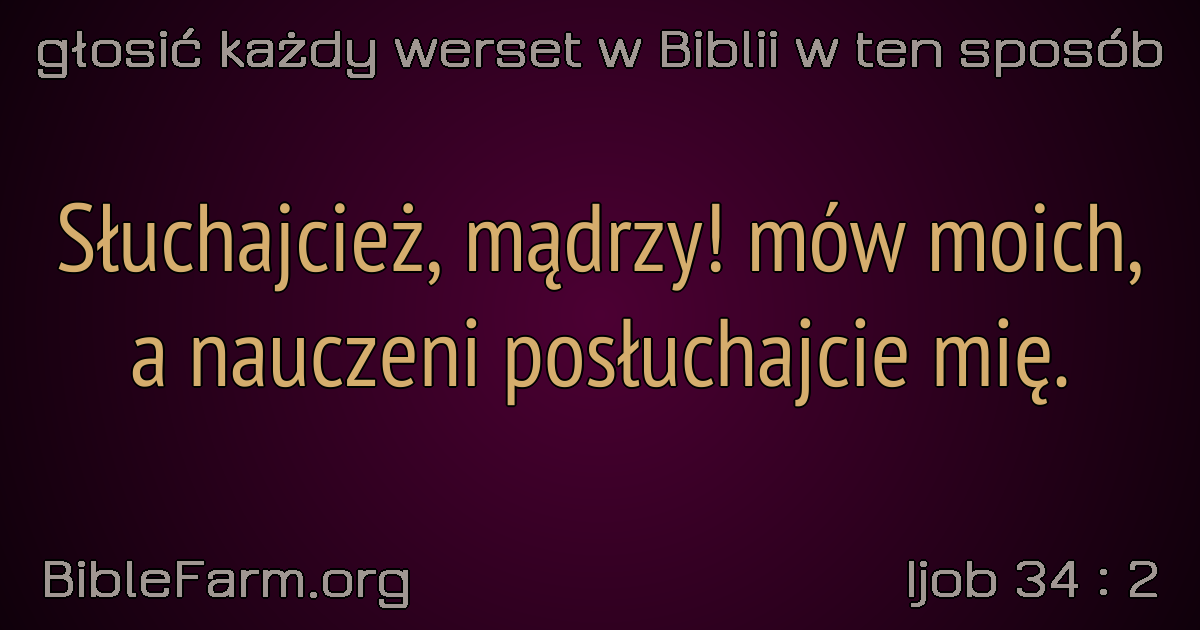 głosić każdy werset w Biblii w ten sposób
Słuchajcież, mądrzy! mów moich,
a nauczeni posłuchajcie mię.
BibleFarm.org
Ijob 34 : 2